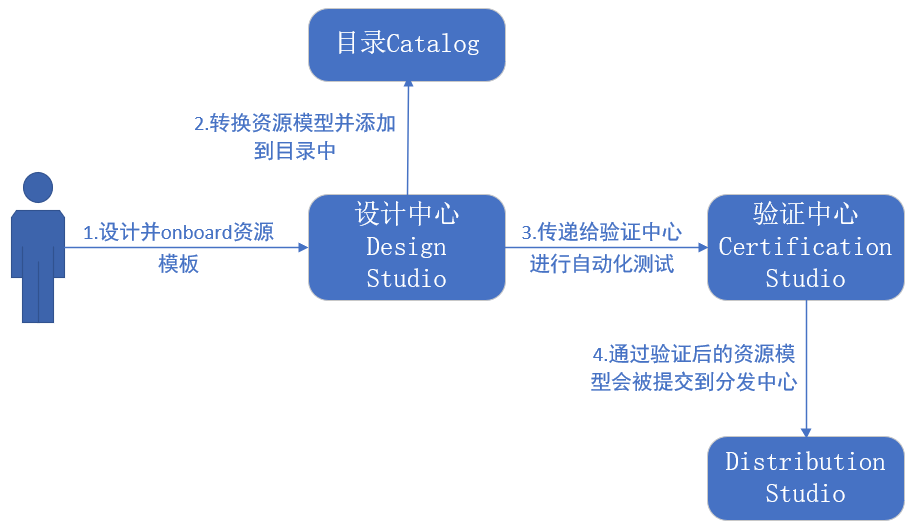 目录Catalog
2.转换资源模型并添加
到目录中
1.设计并onboard资源
模板
设计中心
Design
Studio
3.传递给验证中心
进行自动化测试
验证中心
Certification
Studio
4.通过验证后的资源模
型会被提交到分发中心
Distribution
Studio